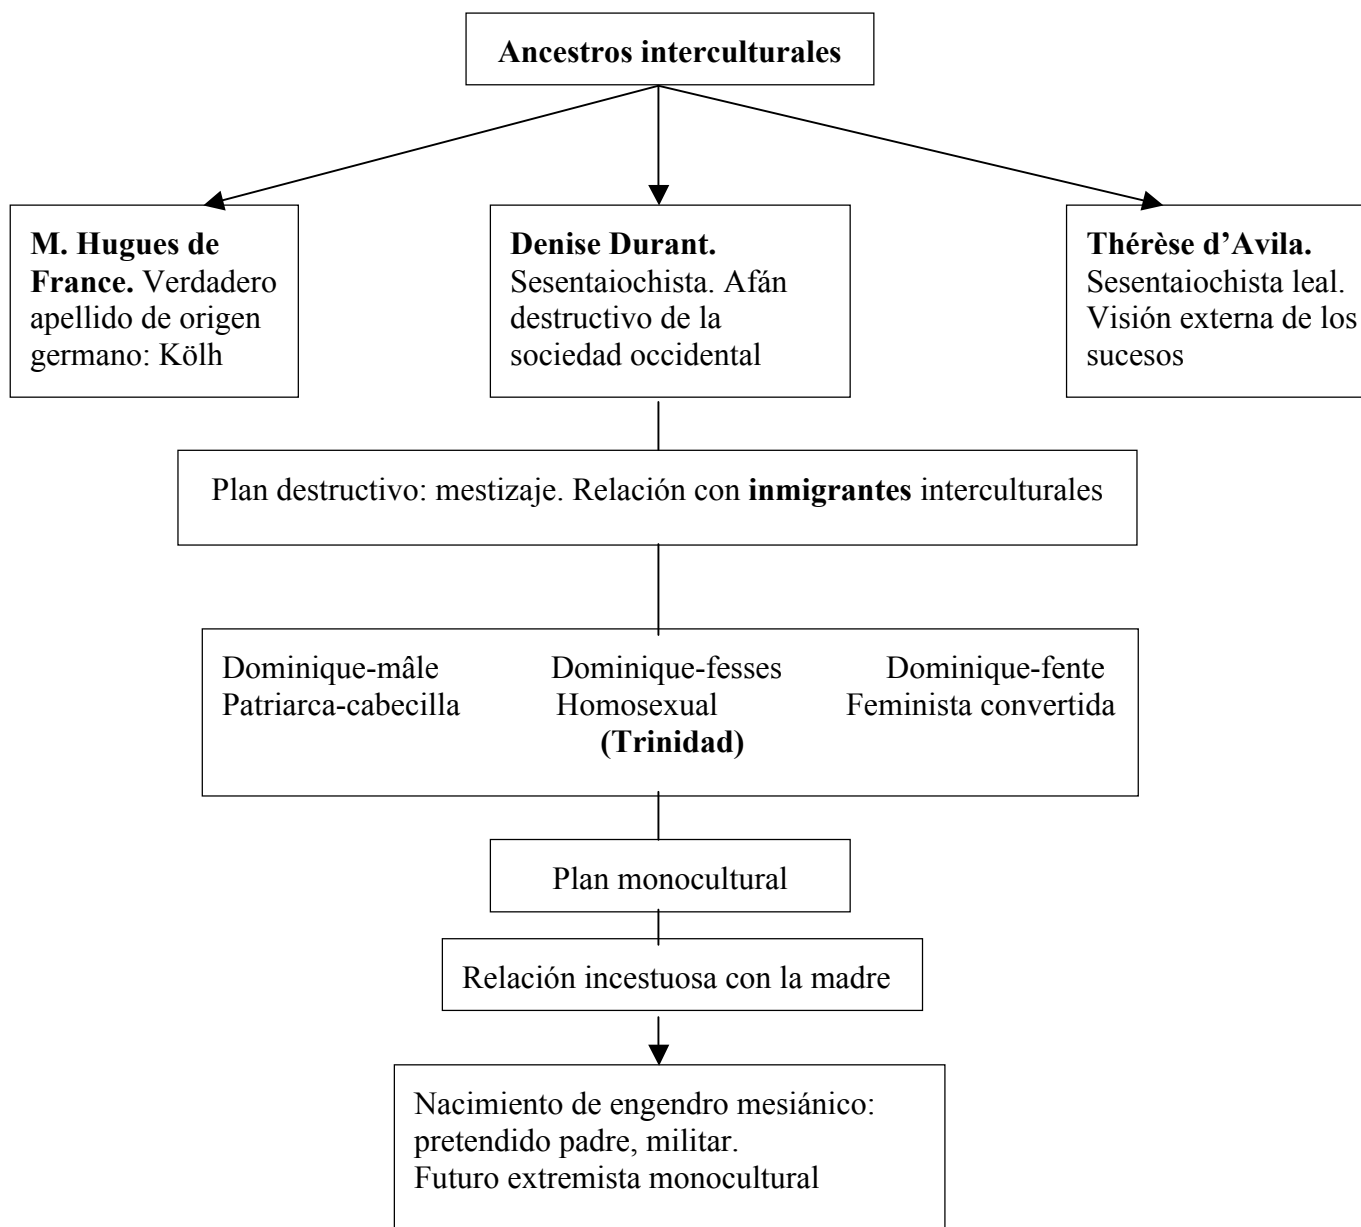 Ancestros interculturales
M. Hugues de
France. Verdadero
apellido de origen
germano: Kölh
Denise Durant.
Sesentaiochista. Afán
destructivo de la
sociedad occidental
Thérèse d’Avila.
Sesentaiochista leal.
Visión externa de los
sucesos
Plan destructivo: mestizaje. Relación con inmigrantes interculturales
Dominique-mâle Dominique-fesses Dominique-fente
Patriarca-cabecilla Homosexual Feminista convertida
(Trinidad)
Plan monocultural
Relación incestuosa con la madre
Nacimiento de engendro mesiánico:
pretendido padre, militar.
Futuro extremista monocultural